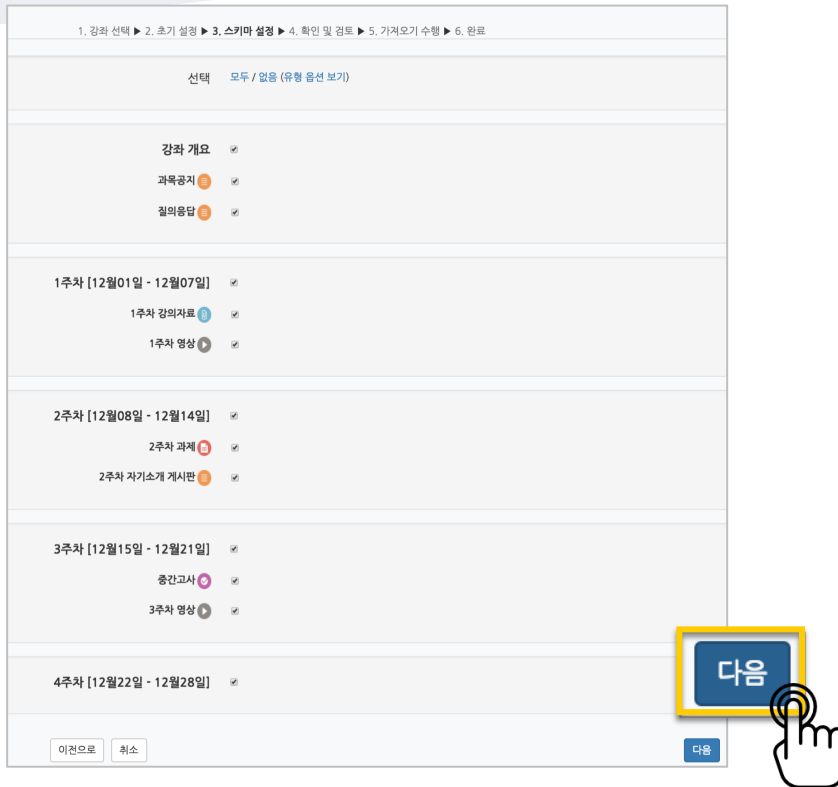 1. 강좌 선택 ▶ 2. 초기 설정 ▶ 3. 스키마 설정 ▶ 4. 확인 및 검토 ▶ 5. 가져오기 수행 ▶ 6. 완료
선택 모두 / 없음 (유형 옵션 보기)
강좌 개요
과목공지
질의응답
1주차 [12월01일 - 12월07일]
1주차 강의자료
1주차 영상
2주차 [12월08일 - 12월14일]
2주차 과제
2주차 자기소개 게시판
3주차 [12월15일 - 12월21일]
중간고사
3주차 영상
4주차 [12월22일 - 12월28일]
다음
이전으로 취소 다음